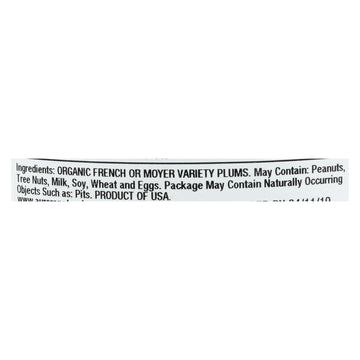 Ingredients: ORGANIC FRENCH OR MOYER VARIETY PLUMS. May Contain: Peanuts,
Tree Nuts, Milk, Soy, Wheat and Eggs. Package May Contain Naturally Occurring
Objects Such as: Pits. PRODUCT OF USA.